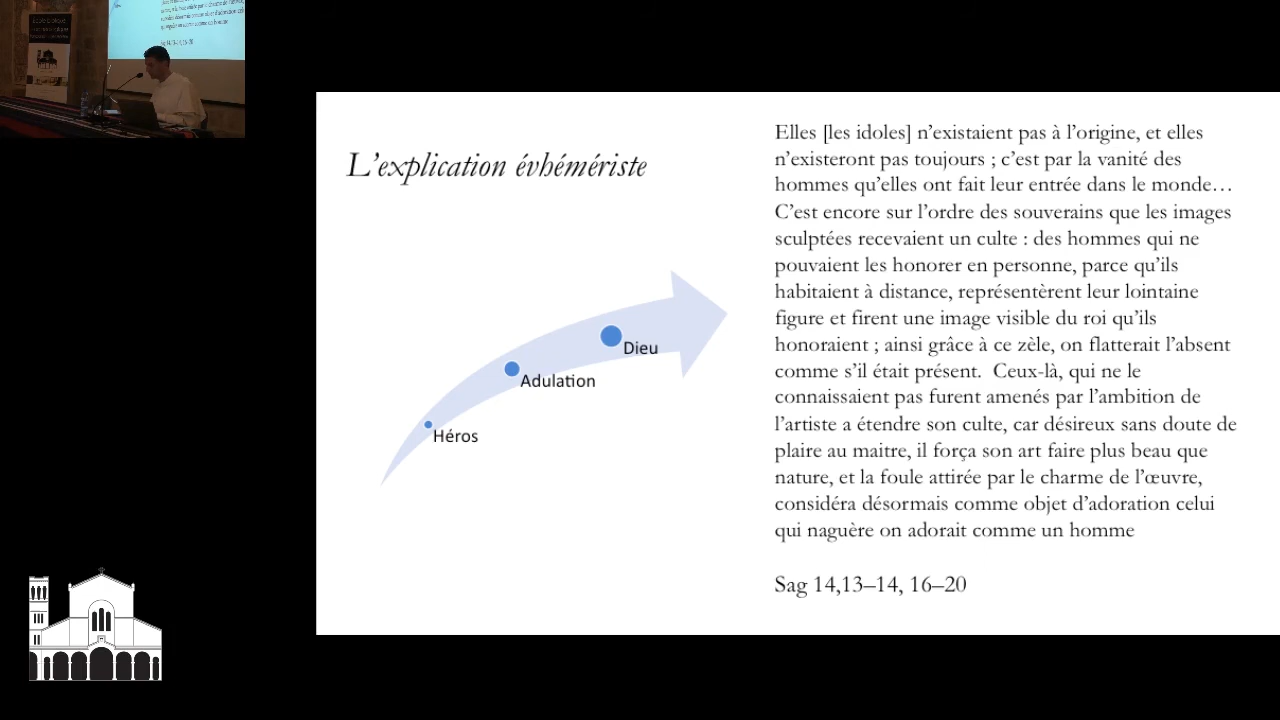 L'explication évhémériste
Héros
Adulation
Dieu
Elles [les idoles] n'existaient pas à l'origine, et elles
n'existeront pas toujours ; c'est par la vanité des
hommes qu'elles ont fait leur entrée dans le monde…
C'est encore sur l'ordre des souverains que les images
sculptées recevaient un culte : des hommes qui ne
pouvaient les honorer en personne, parce qu'ils
habitaient à distance, représentèrent leur lointaine
figure et firent une image visible du roi qu'ils
honoraient ; ainsi grâce à ce zèle, on flatterait l'absent
comme s'il était présent.  Ceux-là, qui ne le
connaissaient pas furent amenés par l'ambition de
l'artiste a étendre son culte, car désireux sans doute de
plaire au maitre, il força son art faire plus beau que
nature, et la foule attirée par le charme de l'œuvre,
considéra désormais comme objet d'adoration celui
qui naguère on adorait comme un homme
Sag 14,13–14, 16–20